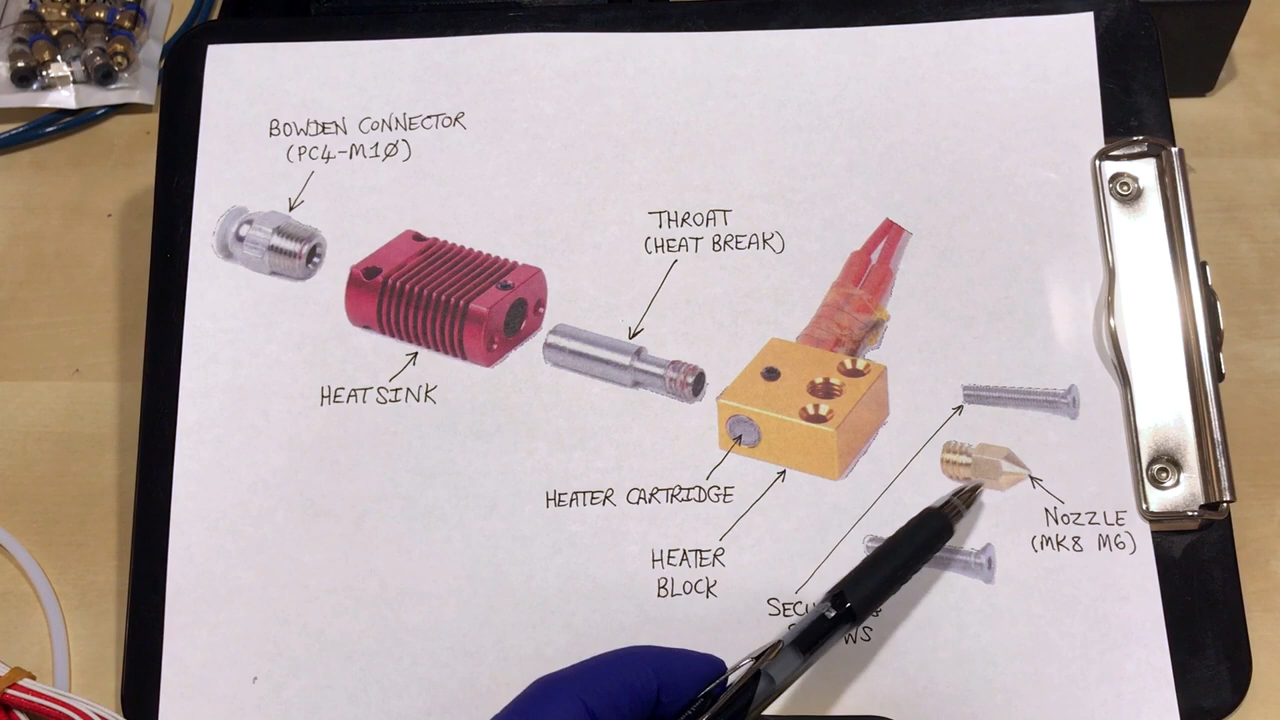 BOWDEN CONNECTOR
(PC4-M10)
THROAT
(HEAT BREAK)
HEATSINK
HEATER CARTRIDGE
HEATER
BLOCK
NOZZLE
(MK8 M6)